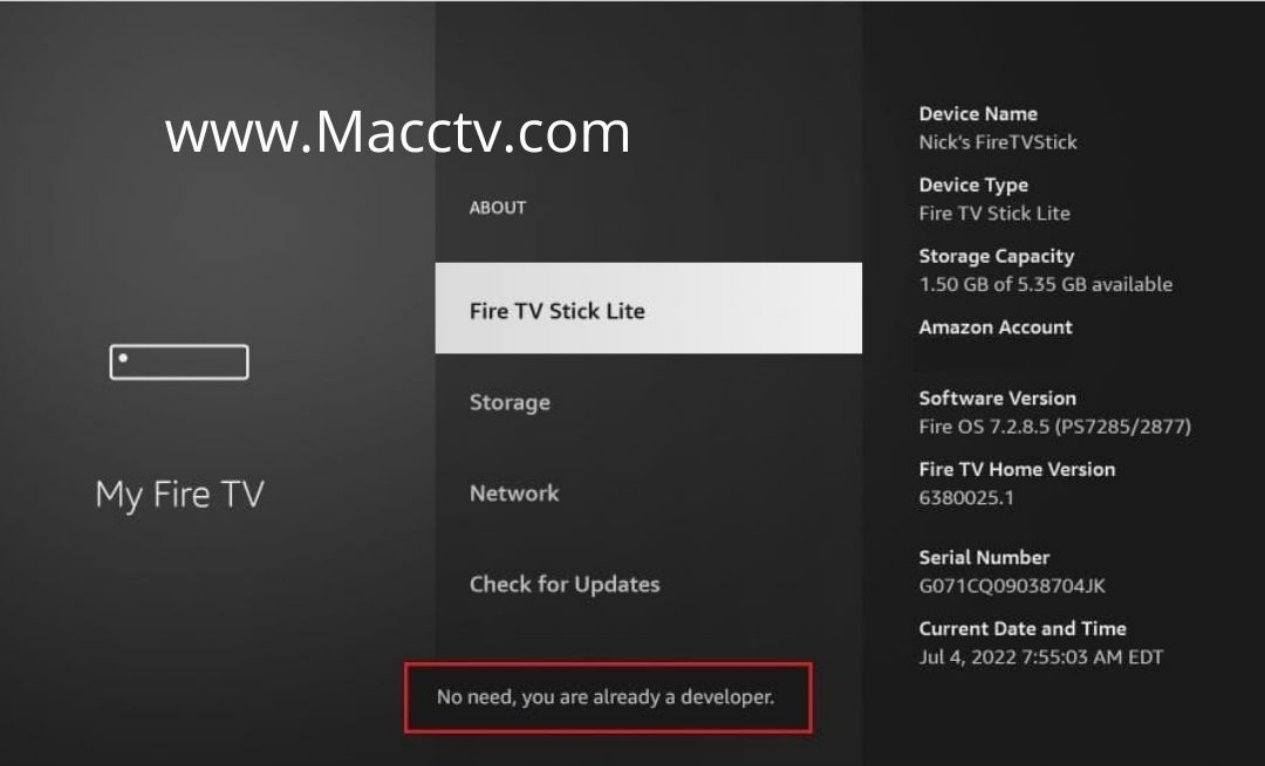 www.Macctv.com
My Fire TV
ABOUT
Fire TV Stick Lite
Storage
Network
Check for Updates
No need, you are already a developer.
Device Name
Nick's FireTVStick
Device Type
Fire TV Stick Lite
Storage Capacity
1.50 GB of 5.35 GB available
Amazon Account
Software Version
Fire OS 7.2.8.5 (PS7285/2877)
Fire TV Home Version
6380025.1
Serial Number
G071CQ09038704JK
Current Date and Time
Jul 4, 2022 7:55:03 AM EDT